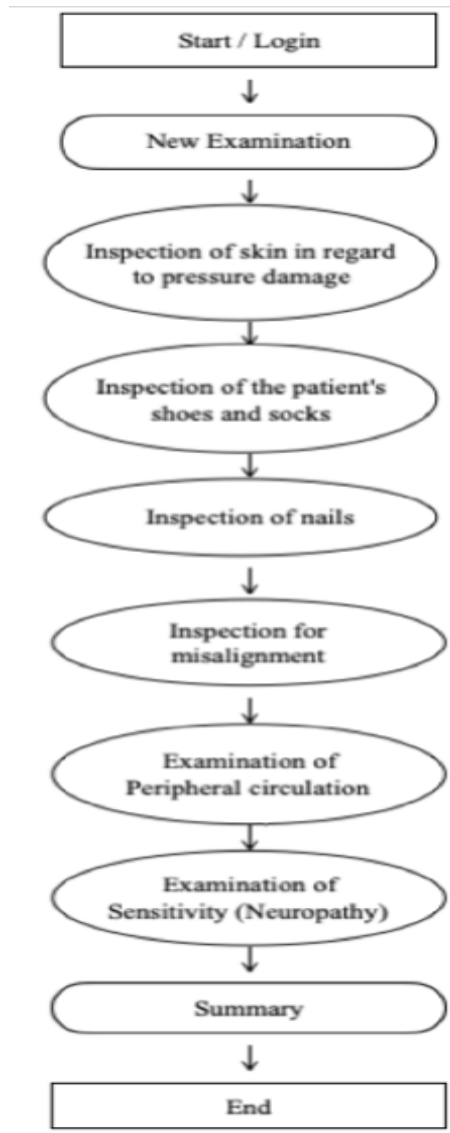 Start / Login
New Examination
Inspection of skin in regard
to pressure damage
Inspection of the patient's
shoes and socks
Inspection of nails
Inspection for
misalignment
Examination of
Peripheral circulation
Examination of
Sensitivity (Neuropathy)
Summary
End